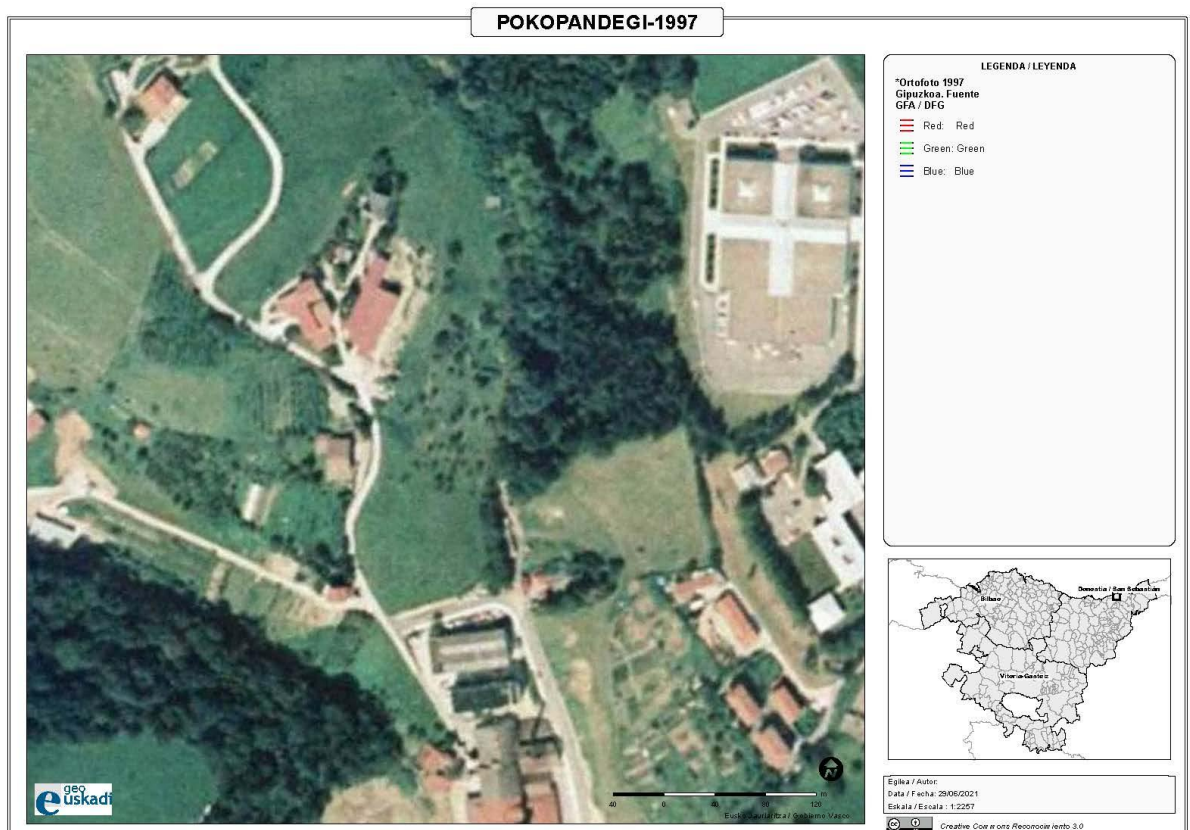 POKOPANDEGI-1997
LEGENDA / LEYENDA
*Ortofoto 1997
Gipuzkoa. Fuente
GFA / DFG
Red: Red
Green: Green
Blue: Blue
Donostia / San Sebastián
Bilbao
Vitoria-Gasteiz
N
geo
euskadi
40 0 40 80 120 m
Eusko Jaurlaritza / Gobierno Vasco
Egilea / Autor:
Data / Fecha: 29/06/2021
Eskala / Escala : 1:2257
cc
Creative Commons Reconocimiento 3.0